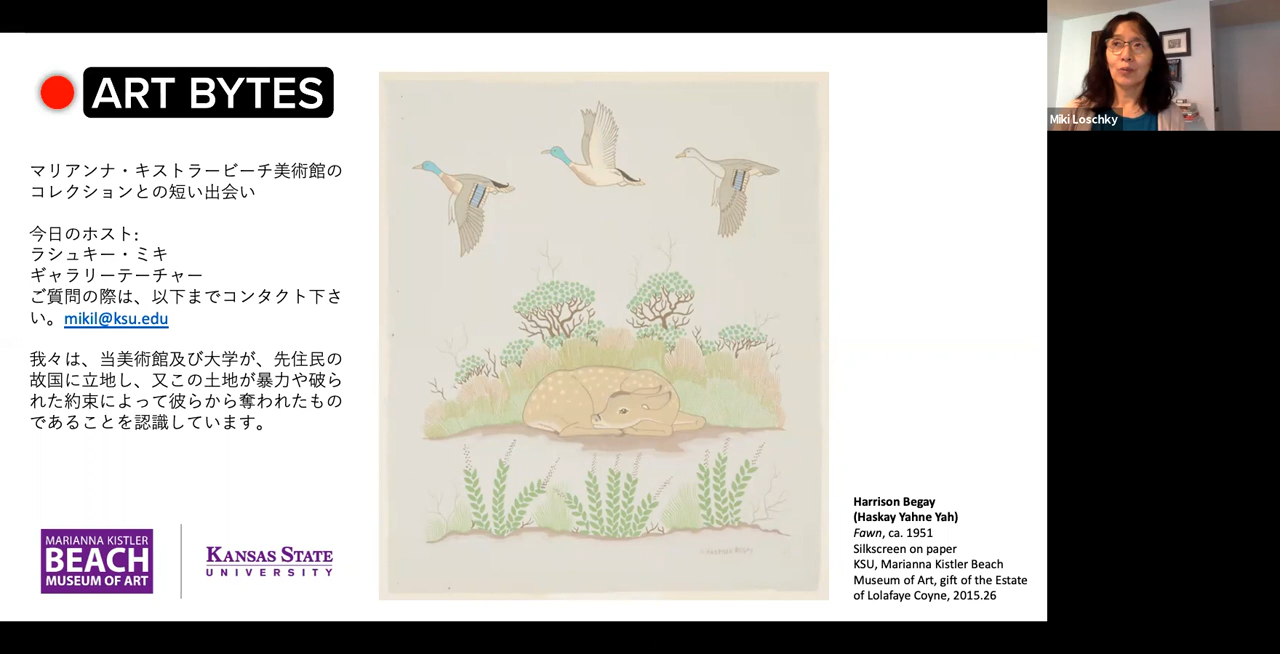 ART BYTES
マリアンナ・キストラービーチ美術館の
コレクションとの短い出会い
今日のホスト:
ラシュキー・ミキ
ギャラリーテーチャー
ご質問の際は、以下までコンタクト下さ
い。mikil@ksu.edu
我々は、当美術館及び大学が、先住民の
故国に立地し、又この土地が暴力や破ら
れた約束によって彼らから奪われたもの
であることを認識しています。
MARIANNA KISTLER
BEACH
MUSEUM OF ART
KANSAS STATE
UNIVERSITY
HARRISON BEGAY
Harrison Begay
(Haskay Yahne Yah)
Fawn, ca. 1951
Silkscreen on paper
KSU, Marianna Kistler Beach
Museum of Art, gift of the Estate
of Lolafaye Coyne, 2015.26
Miki Loschky